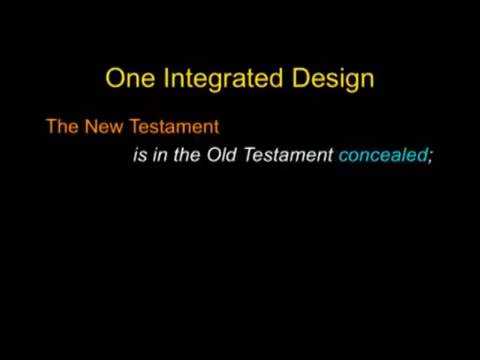 One Integrated Design
The New Testament
is in the Old Testament concealed;